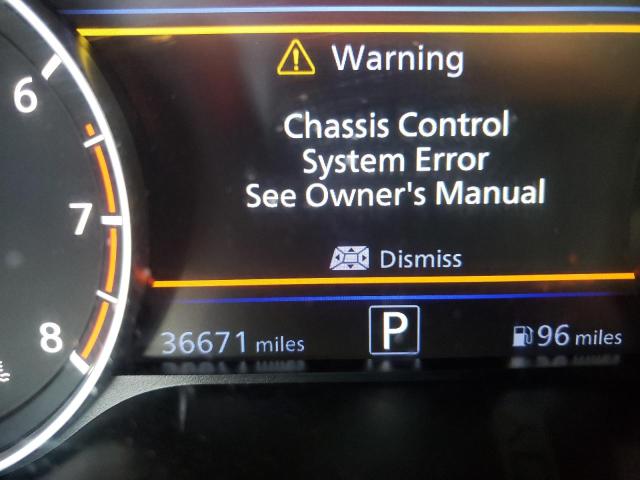 Warning
Chassis Control
System Error
See Owner's Manual
Dismiss
6
7
8
36671 miles
P
96 miles